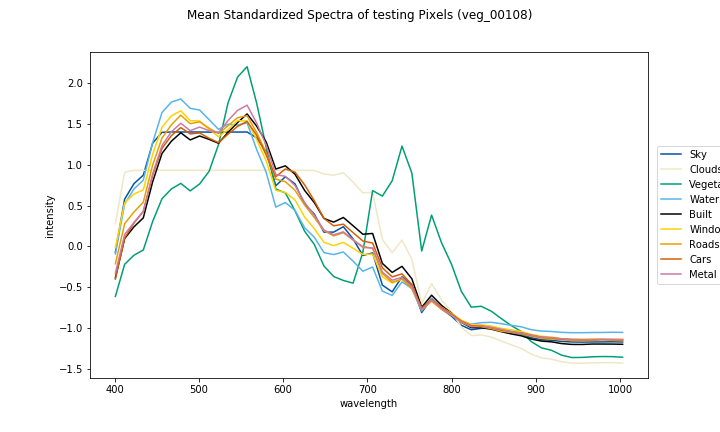 Mean Standardized Spectra of testing Pixels (veg_00108)
2.0
1.5
1.0
0.5
0.0
−0.5
−1.0
−1.5
intensity
400
500
600
700
800
900
1000
wavelength
Sky
Clouds
Vegeta
Water
Built
Windo
Roads
Cars
Metal